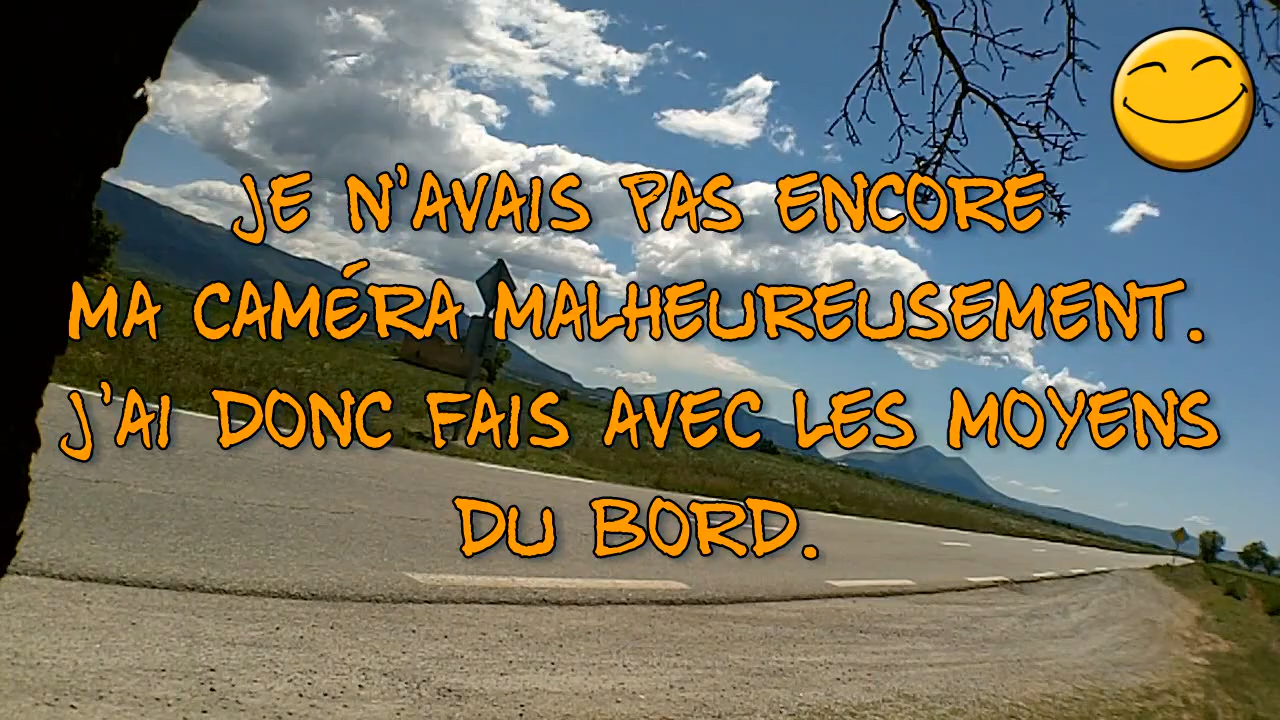 JE N'AVAIS PAS ENCORE
MA CAMÉRA MALHEUREUSEMENT.
J'AI DONC FAIS AVEC LES MOYENS
DU BORD.